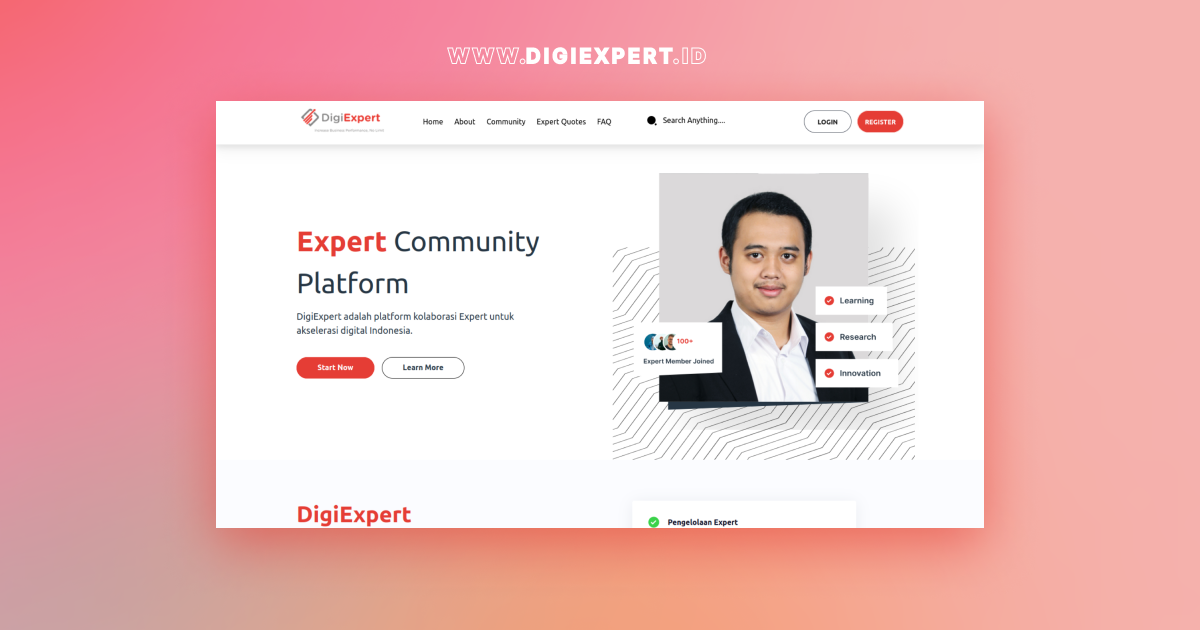 WWW.DIGIEXPERT.ID
DigiExpert
Home About Community Expert Quotes FAQ
Search Anything....
LOGIN
REGISTER
Expert Community
Platform
DigiExpert adalah platform kolaborasi Expert untuk
akselerasi digital Indonesia.
Start Now
Learn More
Learning
100+
Research
Expert Member Joined
Innovation
DigiExpert
Pengelolaan Expert